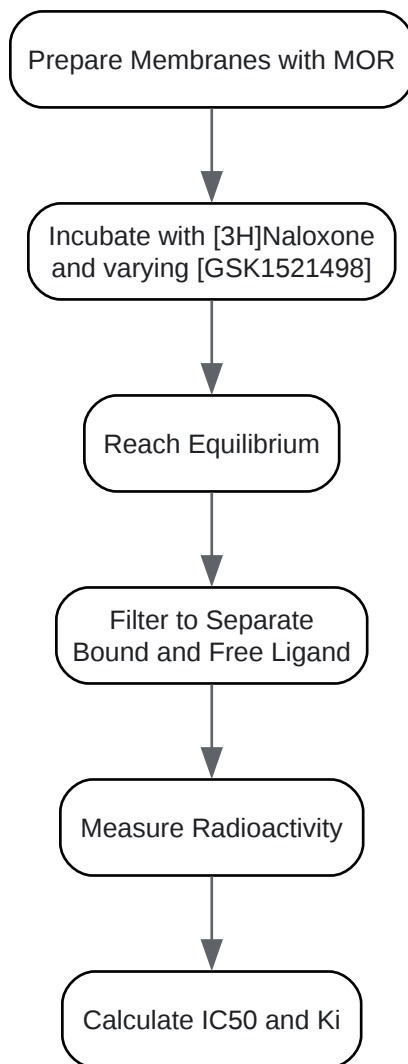 Prepare Membranes with MOR
Incubate with [3H]Naloxone
and varying [GSK1521498]
Reach Equilibrium
Filter to Separate
Bound and Free Ligand
Measure Radioactivity
Calculate IC50 and Ki